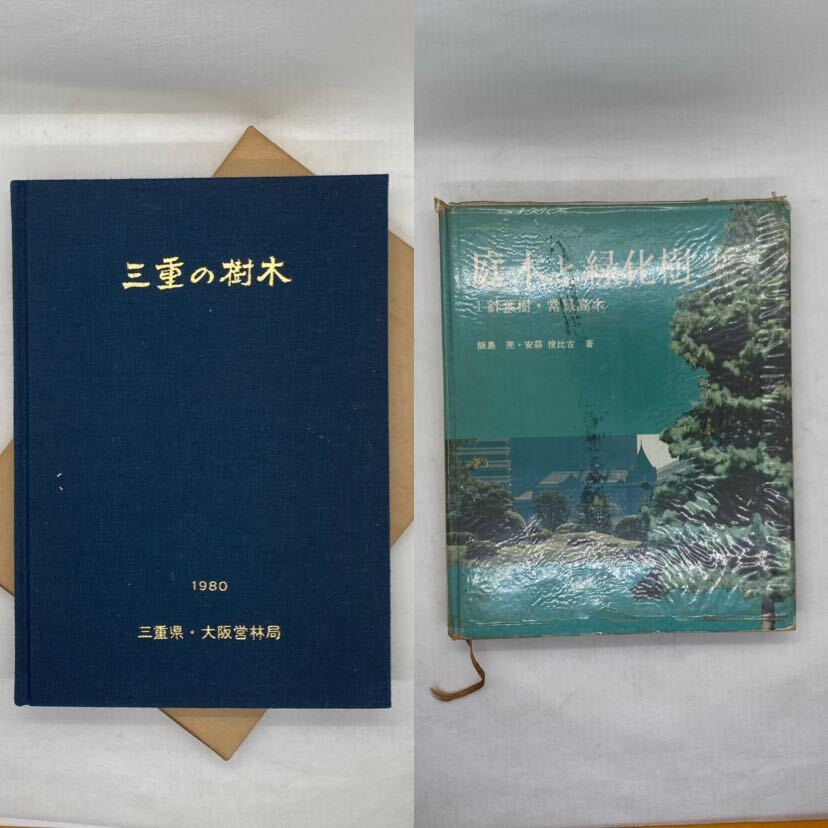 三重の樹木
1980
三重県・大阪営林局
庭木と緑化樹
1 針葉樹・常緑高木
飯島 亮・安蒜 俊比古 著